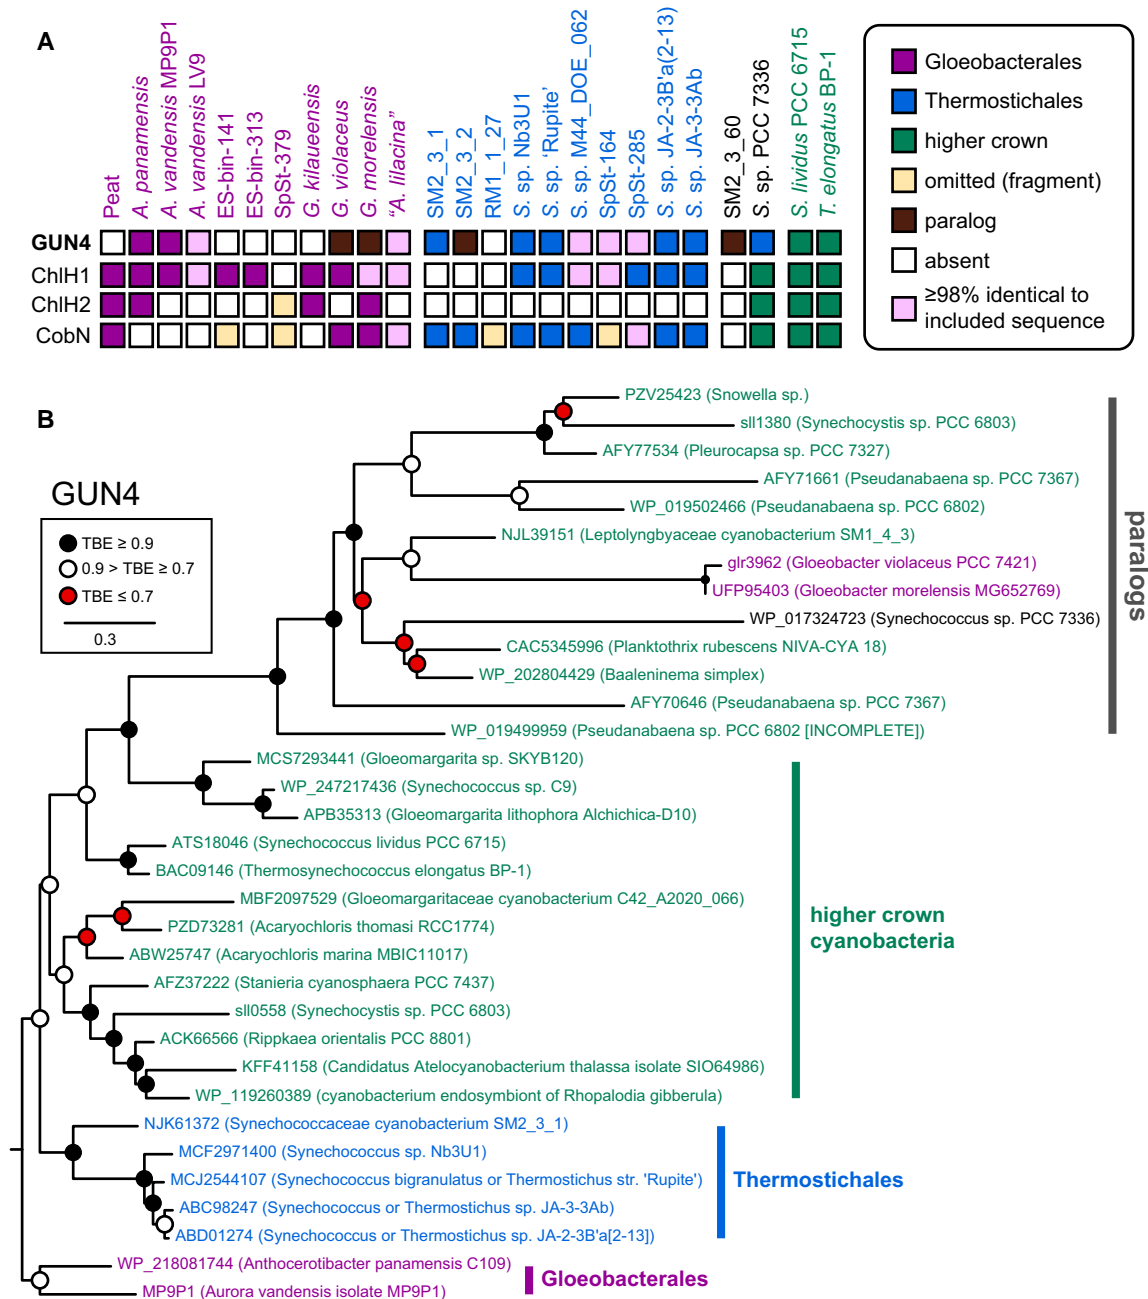 A
Peat
A. panamensis
A. vandensis MP9P1
A. vandensis LV9
ES-bin-141
ES-bin-313
SpSt-379
G. kilaueensis
G. violaceus
G. morelensis
“A. lilacina”
SM2_3_1
SM2_3_2
RM1_1_27
S. sp. Nb3U1
S. sp. ‘Rupite’
S. sp. M44_DOE_062
SpSt-164
SpSt-285
S. sp. JA-2-3B'a(2-13)
S. sp. JA-3-3Ab
SM2_3_60
S. sp. PCC 7336
S. lividus PCC 6715
T. elongatus BP-1
GUN4
ChlH1
ChlH2
CobN
Gloeobacterales
Thermostichales
higher crown
omitted (fragment)
paralog
absent
≥98% identical to
included sequence
B
GUN4
TBE ≥ 0.9
0.9 > TBE ≥ 0.7
TBE ≤ 0.7
0.3
PZV25423 (Snowella sp.)
sll1380 (Synechocystis sp. PCC 6803)
AFY77534 (Pleurocapsa sp. PCC 7327)
AFY71661 (Pseudanabaena sp. PCC 7367)
WP_019502466 (Pseudanabaena sp. PCC 6802)
NJL39151 (Leptolyngbyaceae cyanobacterium SM1_4_3)
glr3962 (Gloeobacter violaceus PCC 7421)
UFP95403 (Gloeobacter morelensis MG652769)
WP_017324723 (Synechococcus sp. PCC 7336)
CAC5345996 (Planktothrix rubescens NIVA-CYA 18)
WP_202804429 (Baaleninema simplex)
AFY70646 (Pseudanabaena sp. PCC 7367)
WP_019499959 (Pseudanabaena sp. PCC 6802 [INCOMPLETE])
paralogs
MCS7293441 (Gloeomargarita sp. SKYB120)
WP_247217436 (Synechococcus sp. C9)
APB35313 (Gloeomargarita lithophora Alchichica-D10)
ATS18046 (Synechococcus lividus PCC 6715)
BAC09146 (Thermosynechococcus elongatus BP-1)
MBF2097529 (Gloeomargaritaceae cyanobacterium C42_A2020_066)
PZD73281 (Acaryochloris thomasi RCC1774)
ABW25747 (Acaryochloris marina MBIC11017)
AFZ37222 (Stanieria cyanosphaera PCC 7437)
sll0558 (Synechocystis sp. PCC 6803)
ACK66566 (Rippkaea orientalis PCC 8801)
KFF41158 (Candidatus Atelocyanobacterium thalassa isolate SIO64986)
WP_119260389 (cyanobacterium endosymbiont of Rhopalodia gibberula)
higher crown
cyanobacteria
NJK61372 (Synechococcaceae cyanobacterium SM2_3_1)
MCF2971400 (Synechococcus sp. Nb3U1)
MCJ2544107 (Synechococcus bigranulatus or Thermostichus str. 'Rupite')
ABC98247 (Synechococcus or Thermostichus sp. JA-3-3Ab)
ABD01274 (Synechococcus or Thermostichus sp. JA-2-3B'a[2-13])
Thermostichales
WP_218081744 (Anthocerotibacter panamensis C109)
MP9P1 (Aurora vandensis isolate MP9P1)
Gloeobacterales